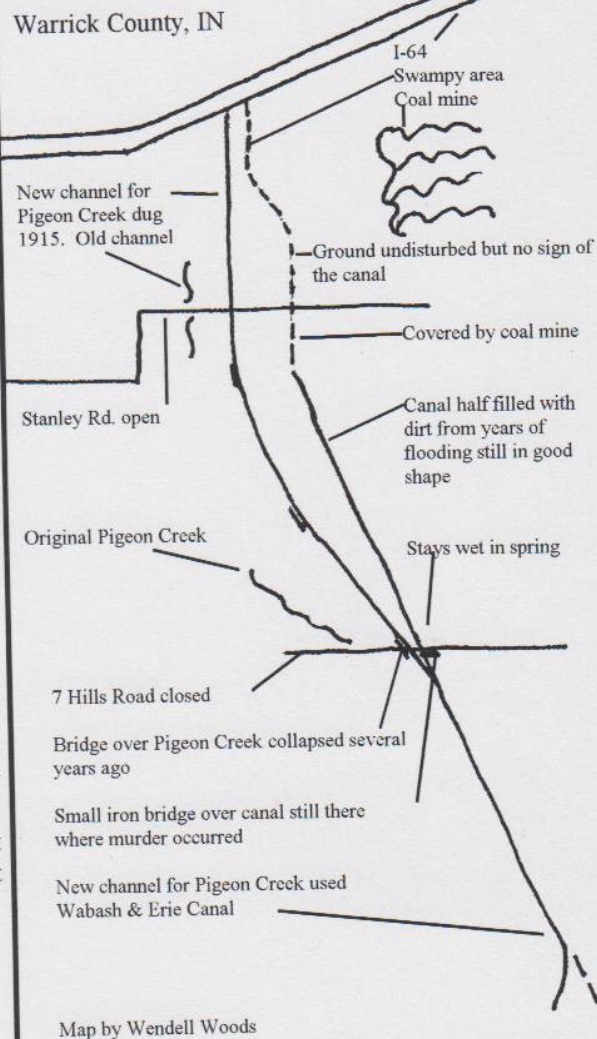 Warrick County, IN
I-64
Swampy area
Coal mine
New channel for
Pigeon Creek dug
1915. Old channel
Ground undisturbed but no sign of
the canal
Covered by coal mine
Stanley Rd. open
Canal half filled with
dirt from years of
flooding still in good
shape
Original Pigeon Creek
Stays wet in spring
7 Hills Road closed
Bridge over Pigeon Creek collapsed several
years ago
Small iron bridge over canal still there
where murder occurred
New channel for Pigeon Creek used
Wabash & Erie Canal
Map by Wendell Woods